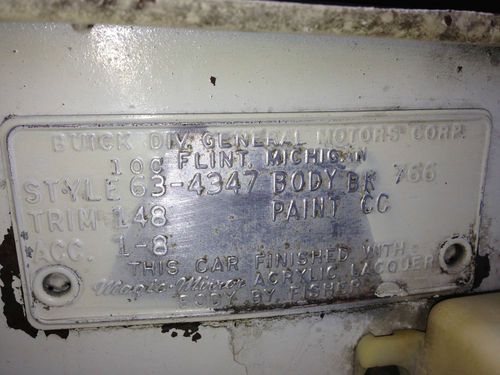 BUICK DIV. GENERAL MOTORS CORP.
10C FLINT, MICHIGAN
STYLE 63-4347 BODY BK 766
TRIM 148 PAINT CC
ACC. L-8
THIS CAR FINISHED WITH
Magic-Mirror ACRYLIC LACQUER
BODY BY FISHER